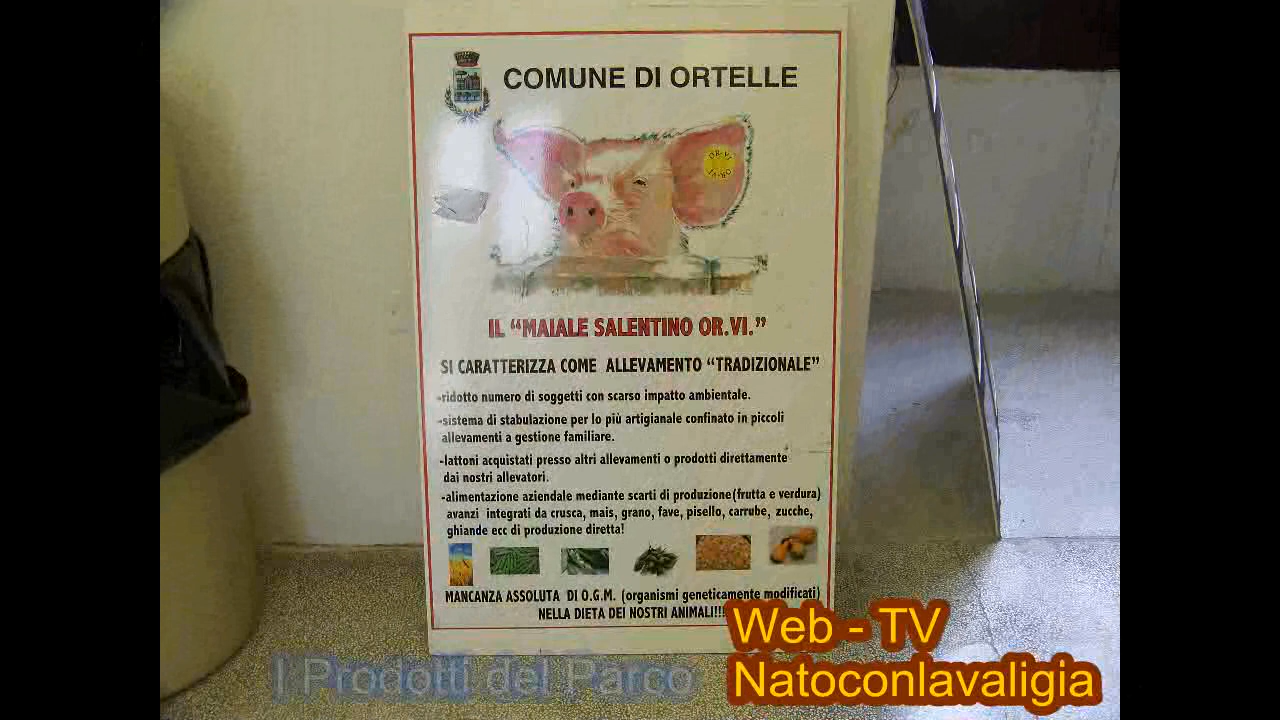 COMUNE DI ORTELLE
OR.VI
OR.VI
IL “MAIALE SALENTINO OR.VI.”
SI CARATTERIZZA COME ALLEVAMENTO “TRADIZIONALE”
-ridotto numero di soggetti con scarso impatto ambientale.
-sistema di stabulazione per lo più artigianale confinato in piccoli
allevamenti a gestione familiare.
-lattoni acquistati presso altri allevamenti o prodotti direttamente
dai nostri allevatori.
-alimentazione aziendale mediante scarti di produzione(frutta e verdura)
avanzi integrati da crusca, mais, grano, fave, pisello, carrube, zucche,
ghiande ecc di produzione diretta!
MANCANZA ASSOLUTA DI O.G.M. (organismi geneticamente modificati)
NELLA DIETA DEI NOSTRI ANIMALI!!!
Web - TV
I Prodotti del Parco
Natoconlavaligia